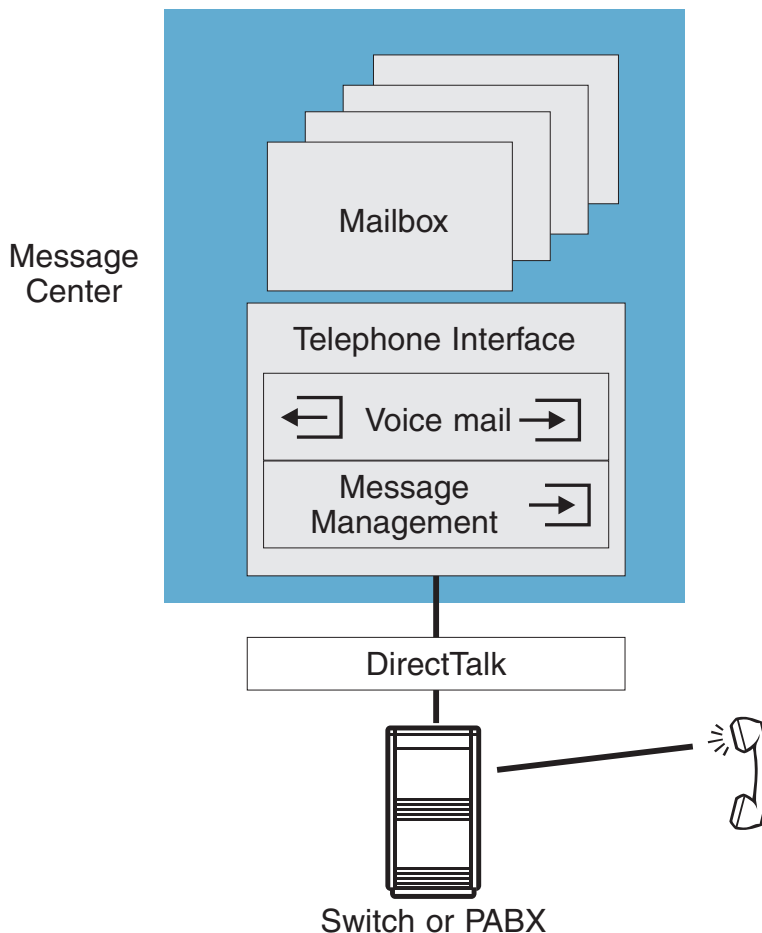 Mailbox
Message
Center
Telephone Interface
Voice mail
Message
Management
DirectTalk
Switch or PABX